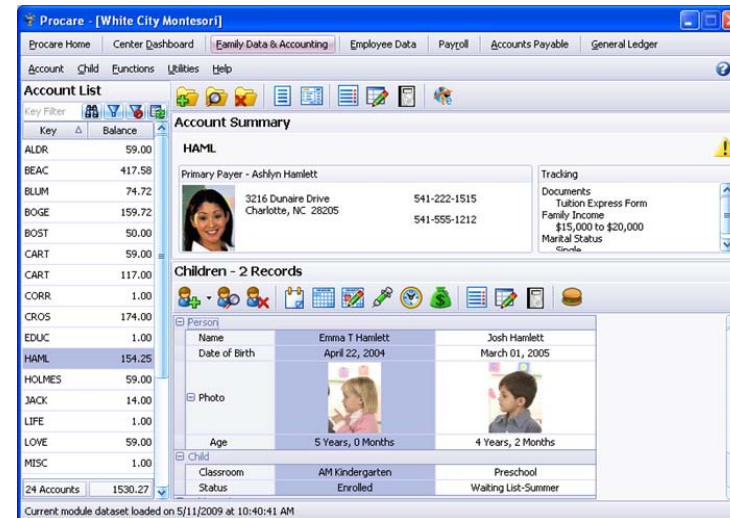 Procare - [White City Montesori]
Procare Home Center Dashboard Family Data & Accounting Employee Data Payroll Accounts Payable General Ledger
Account Child Functions Utilities Help
Account List
Key Filter
Key Balance
ALDR 59.00
BEAC 417.58
BLUM 74.72
BOGE 159.72
BOST 50.00
CART 59.00
CART 117.00
CORR 1.00
CROS 174.00
EDUC 1.00
HAML 154.25
HOLMES 59.00
JACK 14.00
LIFE 1.00
LOVE 59.00
MISC 1.00
24 Accounts 1530.27
Account Summary
HAML
Primary Payer - Ashlyn Hamlett
3216 Dunaire Drive 541-222-1515
Charlotte, NC 28205
541-555-1212
Tracking
Documents
Tuition Express Form
Family Income
$15,000 to $20,000
Marital Status
Single
Children - 2 Records
Person
Name Emma T Hamlett Josh Hamlett
Date of Birth April 22, 2004 March 01, 2005
Photo
Age 5 Years, 0 Months 4 Years, 2 Months
Child
Classroom AM Kindergarten Preschool
Status Enrolled Waiting List-Summer
Current module dataset loaded on 5/11/2009 at 10:40:41 AM